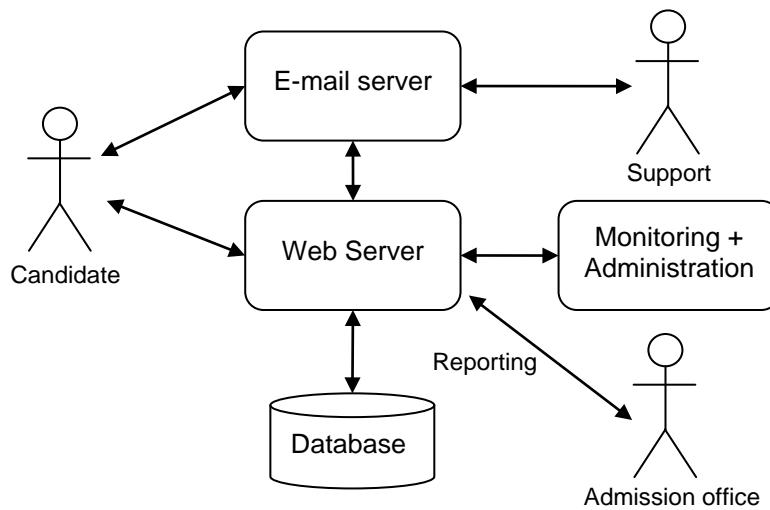 E-mail server
Support
Candidate
Web Server
Monitoring +
Administration
Reporting
Database
Admission office